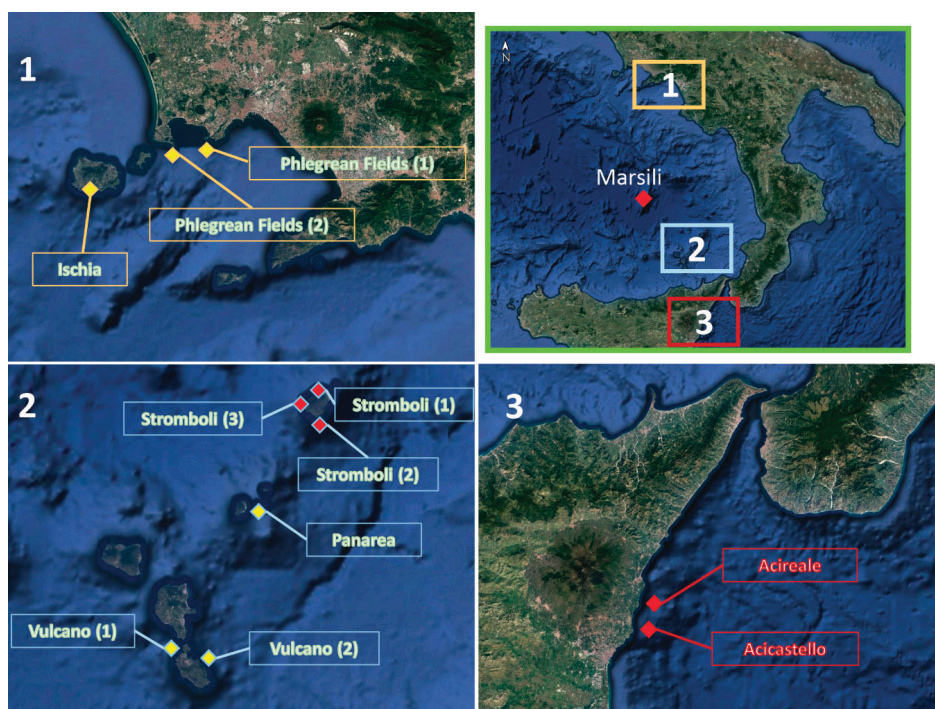 1
Phlegrean Fields (1)
Phlegrean Fields (2)
Ischia
N
1
Marsili
2
3
2
Stromboli (1)
Stromboli (3)
Stromboli (2)
Panarea
Vulcano (1)
Vulcano (2)
3
Acireale
Acicastello